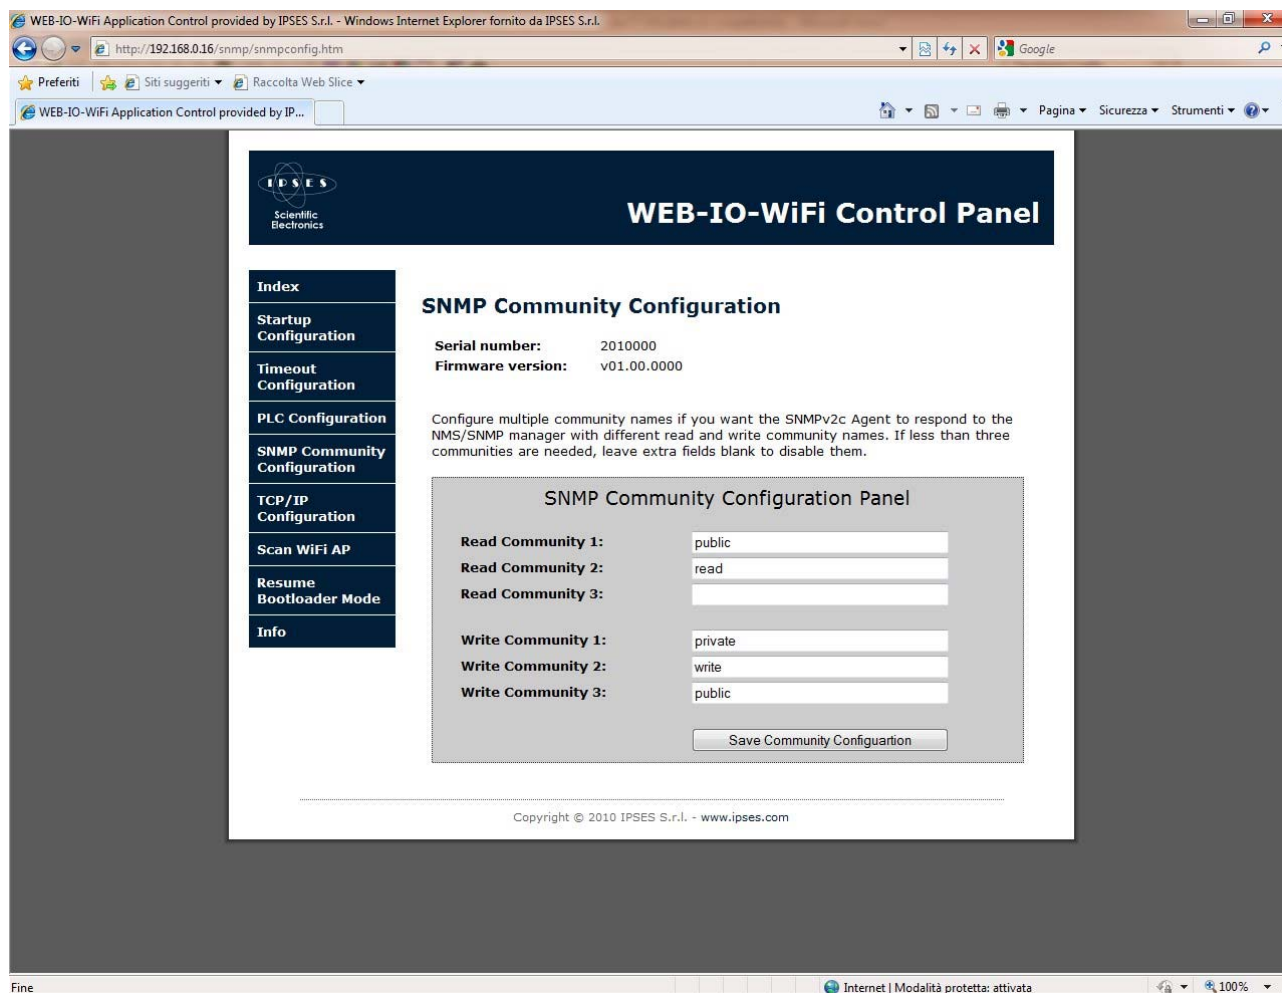 WEB-IO-WiFi Application Control provided by IPSES S.r.l. - Windows Internet Explorer fornito da IPSES S.r.l.
http://192.168.0.16/snmp/snmpconfig.htm
Google
Preferiti
Siti suggeriti
Raccolta Web Slice
WEB-IO-WiFi Application Control provided by IP...
Pagina
Sicurezza
Strumenti
IPSES
Scientific
Electronics
WEB-IO-WiFi Control Panel
Index
Startup
Configuration
Timeout
Configuration
PLC Configuration
SNMP Community
Configuration
TCP/IP
Configuration
Scan WiFi AP
Resume
Bootloader Mode
Info
SNMP Community Configuration
Serial number: 2010000
Firmware version: v01.00.0000
Configure multiple community names if you want the SNMPv2c Agent to respond to the
NMS/SNMP manager with different read and write community names. If less than three
communities are needed, leave extra fields blank to disable them.
SNMP Community Configuration Panel
Read Community 1: public
Read Community 2: read
Read Community 3:
Write Community 1: private
Write Community 2: write
Write Community 3: public
Save Community Configuartion
Copyright © 2010 IPSES S.r.l. - www.ipses.com
Fine
Internet | Modalità protetta: attivata
100%